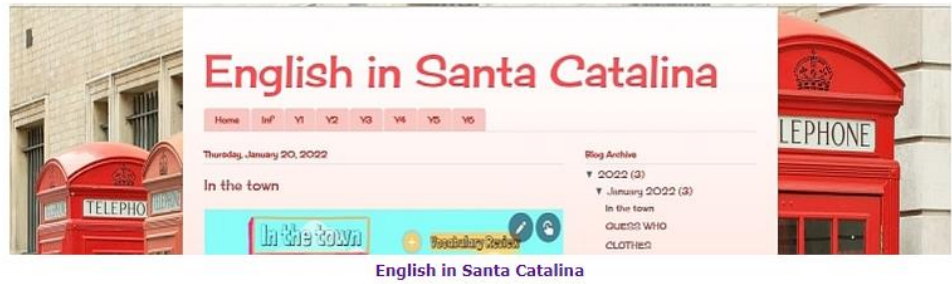 English in Santa Catalina
Home Inf' Y1 Y2 Y3 Y4 Y5 Y6
Thursday, January 20, 2022
In the town
In the town
Vocabulary Review
Blog Archive
▼ 2022 (3)
▼ January 2022 (3)
In the town
GUESS WHO
CLOTHES
TELEPHO
LEPHONE
English in Santa Catalina